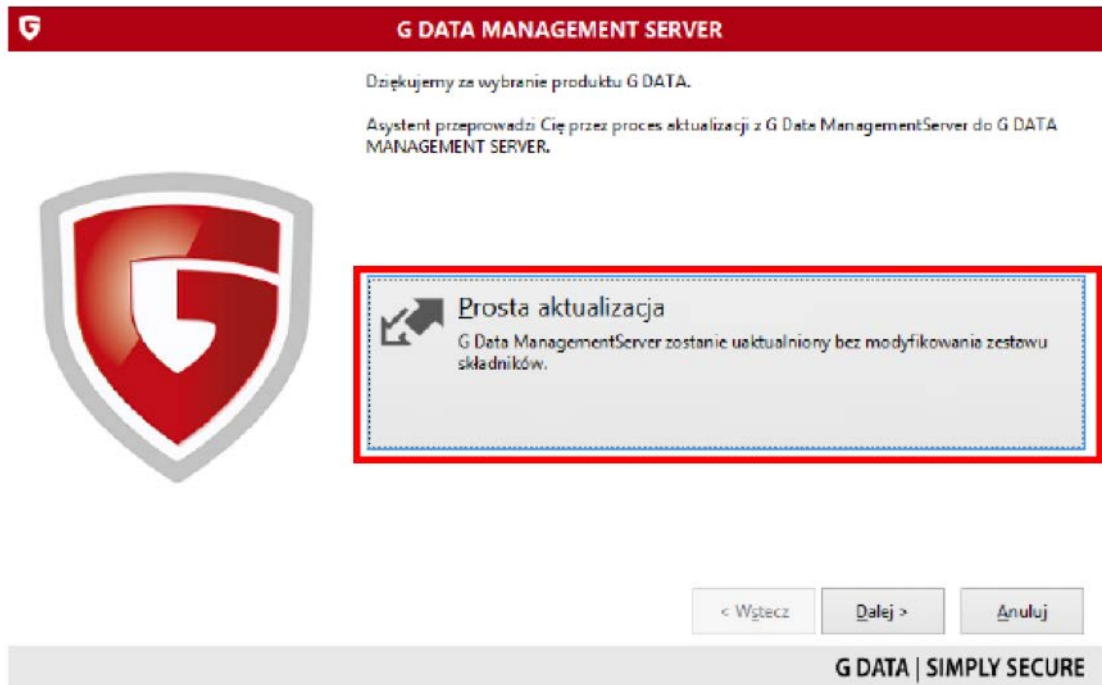 G DATA MANAGEMENT SERVER
Dziękujemy za wybranie produktu G DATA.
Asystent przeprowadzi Cię przez proces aktualizacji z G Data ManagementServer do G DATA
MANAGEMENT SERVER.
Prosta aktualizacja
G Data ManagementServer zostanie uaktualniony bez modyfikowania zestawu
składników.
< Wstecz
Dalej >
Anuluj
G DATA | SIMPLY SECURE